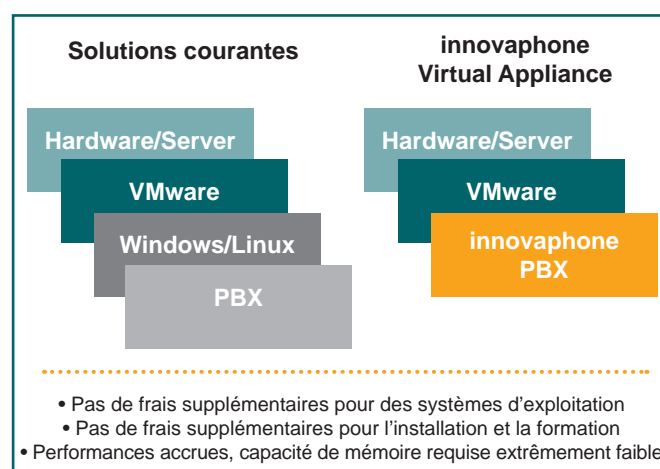 Solutions courantes
innovaphone
Virtual Appliance
Hardware/Server
VMware
Windows/Linux
PBX
Hardware/Server
VMware
innovaphone
PBX
• Pas de frais supplémentaires pour des systèmes d’exploitation
• Pas de frais supplémentaires pour l’installation et la formation
• Performances accrues, capacité de mémoire requise extrêmement faible